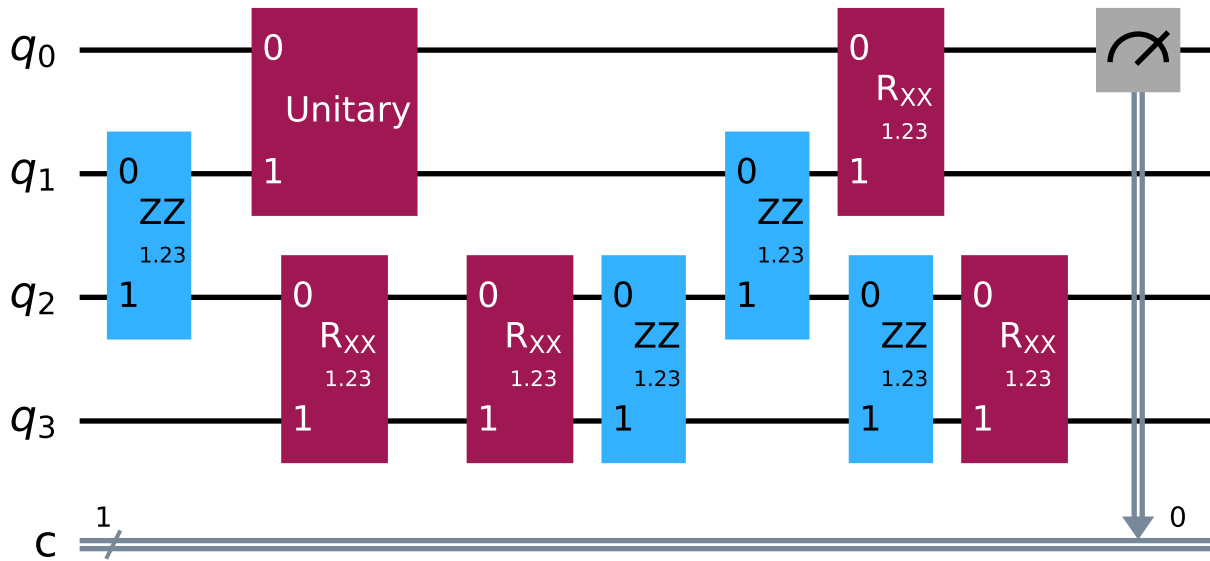 q0 0 0
Unitary RXX
1.23
q1 0 1 0 1
ZZ ZZ
1.23 1.23
q2 1 0 0 0 1 0 0
RXX RXX ZZ ZZ RXX
1.23 1.23 1.23 1.23 1.23
q3 1 1 1 1 1
1 0
c